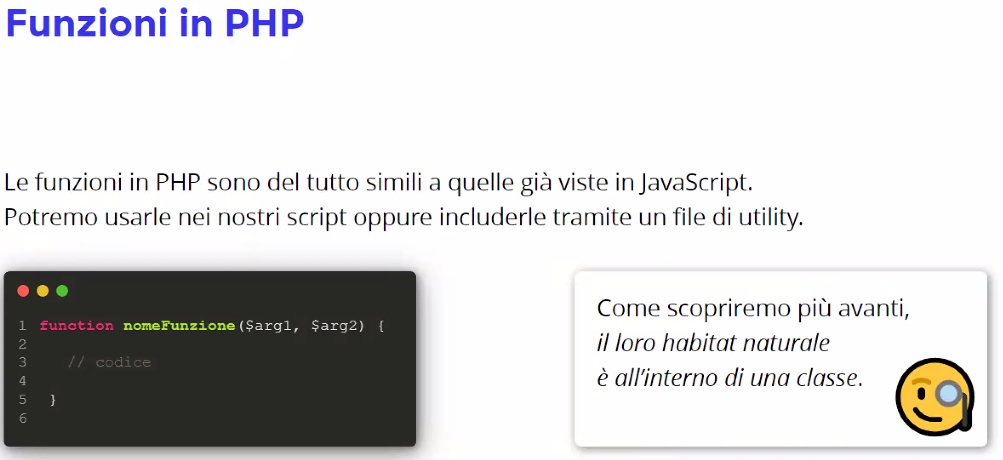 Funzioni in PHP
Le funzioni in PHP sono del tutto simili a quelle già viste in JavaScript.
Potremo usarle nei nostri script oppure includerle tramite un file di utility.
1 function nomeFunzione($arg1, $arg2) {
2
3 // codice
4
5 }
6
Come scopriremo più avanti,
il loro habitat naturale
è all'interno di una classe.